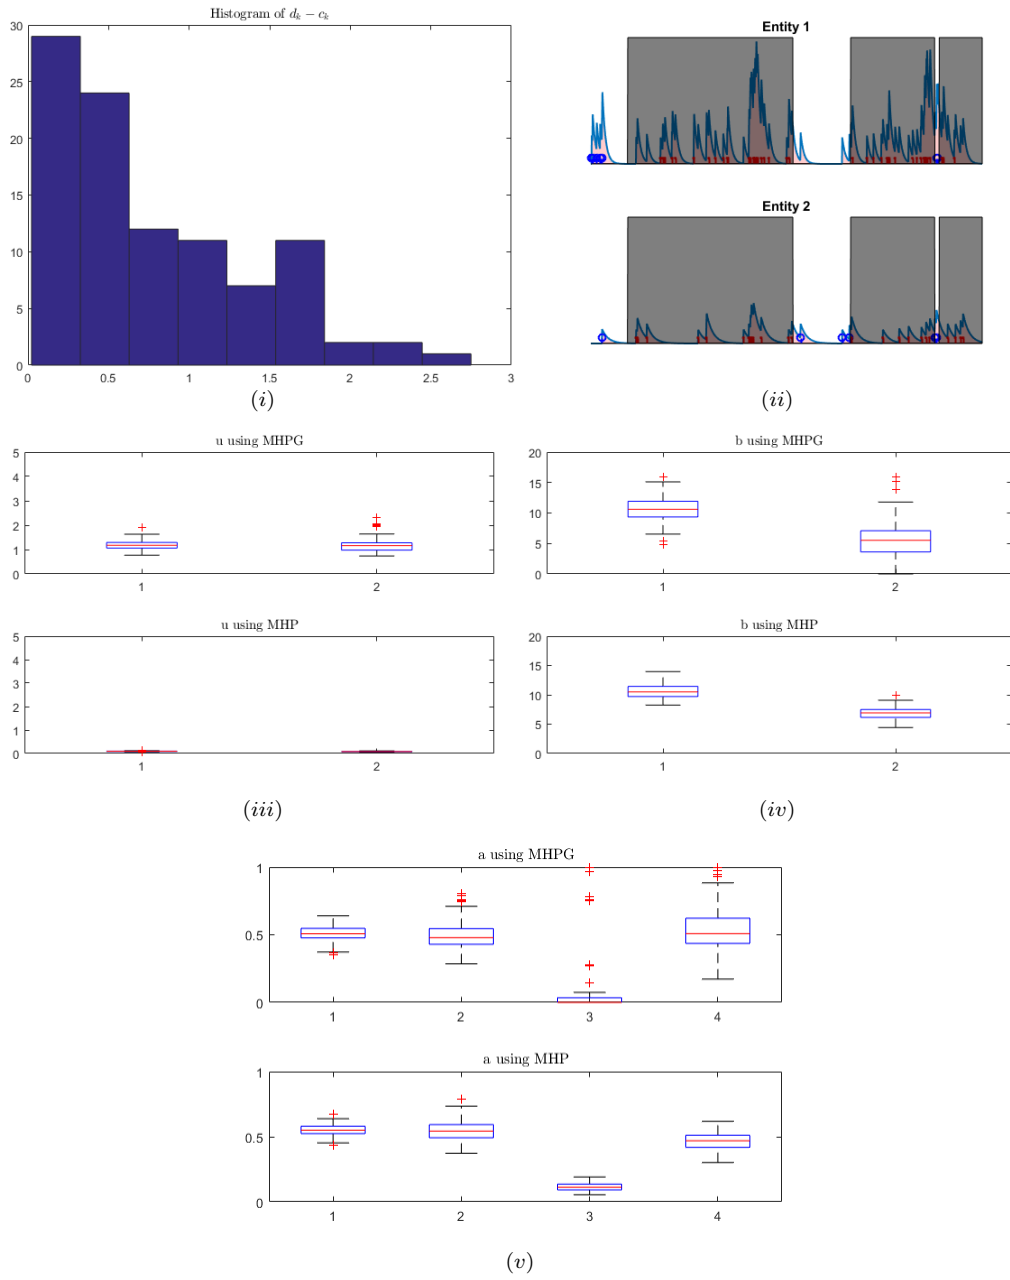 Histogram of $d_k - c_k$
30
25
20
15
10
5
0
0 0.5 1 1.5 2 2.5 3
(i)
Entity 1
Entity 2
(ii)
u using MHPG
5
4
3
2
1
0
1 2
u using MHP
5
4
3
2
1
0
1 2
(iii)
b using MHPG
20
15
10
5
0
1 2
b using MHP
20
15
10
5
0
1 2
(iv)
a using MHPG
1
0.5
0
1 2 3 4
a using MHP
1
0.5
0
1 2 3 4
(v)